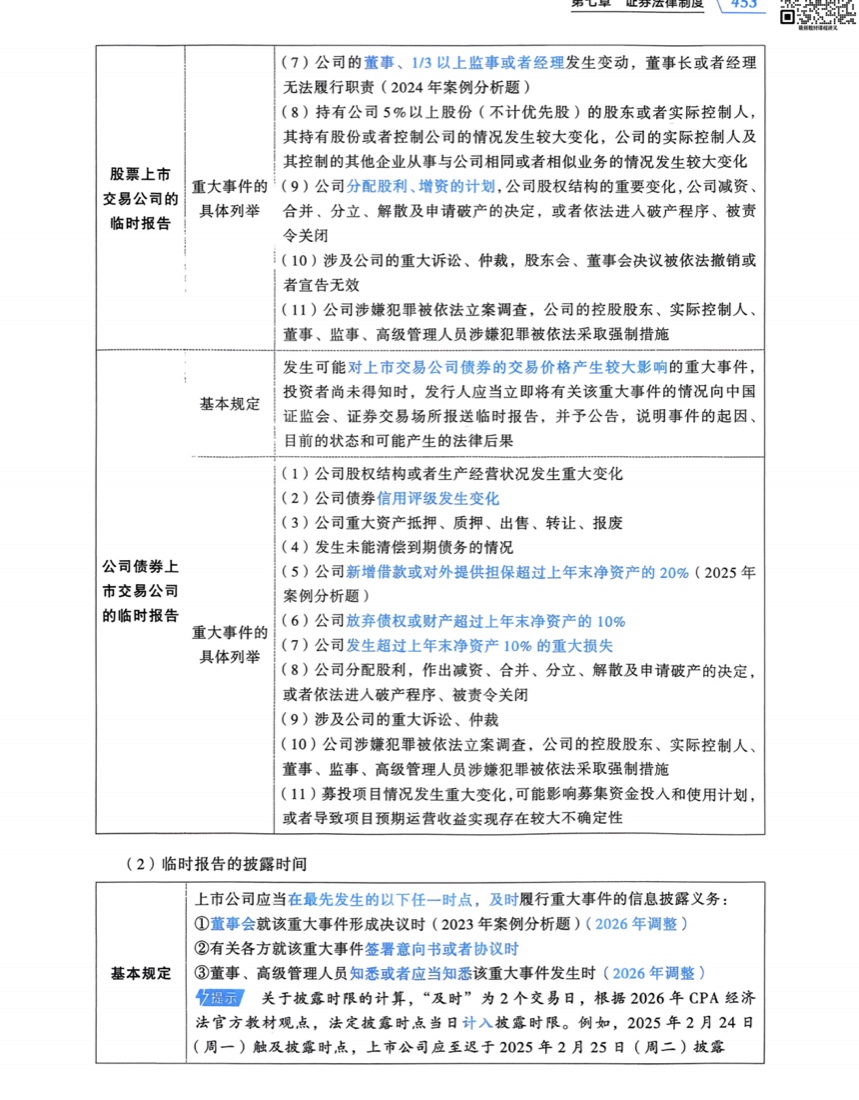 第七章 证券法律制度 453
(7)公司的董事、1/3以上监事或者经理发生变动，董事长或者经理
无法履行职责(2024年案例分析题)
(8)持有公司5%以上股份(不计优先股)的股东或者实际控制人，
其持有股份或者控制公司的情况发生较大变化，公司的实际控制人及
其控制的其他企业从事与公司相同或者相似业务的情况发生较大变化
股票上市
交易公司的
临时报告
重大事件的
具体列举
(9)公司分配股利、增资的计划，公司股权结构的重要变化，公司减资、
合并、分立、解散及申请破产的决定，或者依法进入破产程序、被责
令关闭
(10)涉及公司的重大诉讼、仲裁，股东会、董事会决议被依法撤销或
者宣告无效
(11)公司涉嫌犯罪被依法立案调查，公司的控股股东、实际控制人、
董事、监事、高级管理人员涉嫌犯罪被依法采取强制措施
公司债券上
市交易公司
的临时报告
基本规定
发生可能对上市交易公司债券的交易价格产生较大影响的重大事件，
投资者尚未得知时，发行人应当立即将有关该重大事件的情况向中国
证监会、证券交易场所报送临时报告，并予公告，说明事件的起因、
目前的状态和可能产生的法律后果
重大事件的
具体列举
(1)公司股权结构或者生产经营状况发生重大变化
(2)公司债券信用评级发生变化
(3)公司重大资产抵押、质押、出售、转让、报废
(4)发生未能清偿到期债务的情况
(5)公司新增借款或对外提供担保超过上年末净资产的20%(2025年
案例分析题)
(6)公司放弃债权或财产超过上年末净资产的10%
(7)公司发生超过上年末净资产10%的重大损失
(8)公司分配股利，作出减资、合并、分立、解散及申请破产的决定，
或者依法进入破产程序、被责令关闭
(9)涉及公司的重大诉讼、仲裁
(10)公司涉嫌犯罪被依法立案调查，公司的控股股东、实际控制人、
董事、监事、高级管理人员涉嫌犯罪被依法采取强制措施
(11)募投项目情况发生重大变化，可能影响募集资金投入和使用计划，
或者导致项目预期运营收益实现存在较大不确定性
(2)临时报告的披露时间
基本规定
上市公司应当在最先发生的以下任一时点，及时履行重大事件的信息披露义务：
①董事会就该重大事件形成决议时(2023年案例分析题)(2026年调整)
②有关各方就该重大事件签署意向书或者协议时
③董事、高级管理人员知悉或者应当知悉该重大事件发生时(2026年调整)
提示 关于披露时限的计算，“及时”为2个交易日，根据2026年CPA经济
法官方教材观点，法定披露时点当日计入披露时限。例如，2025年2月24日
(周一)触及披露时点，上市公司应至迟于2025年2月25日(周二)披露